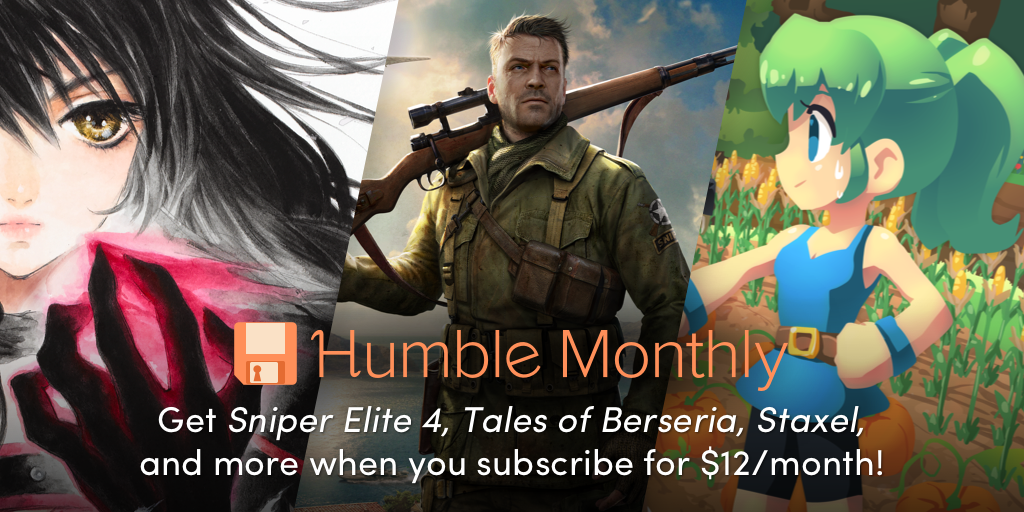 Humble Monthly
Get Sniper Elite 4, Tales of Berseria, Staxel,
and more when you subscribe for $12/month!